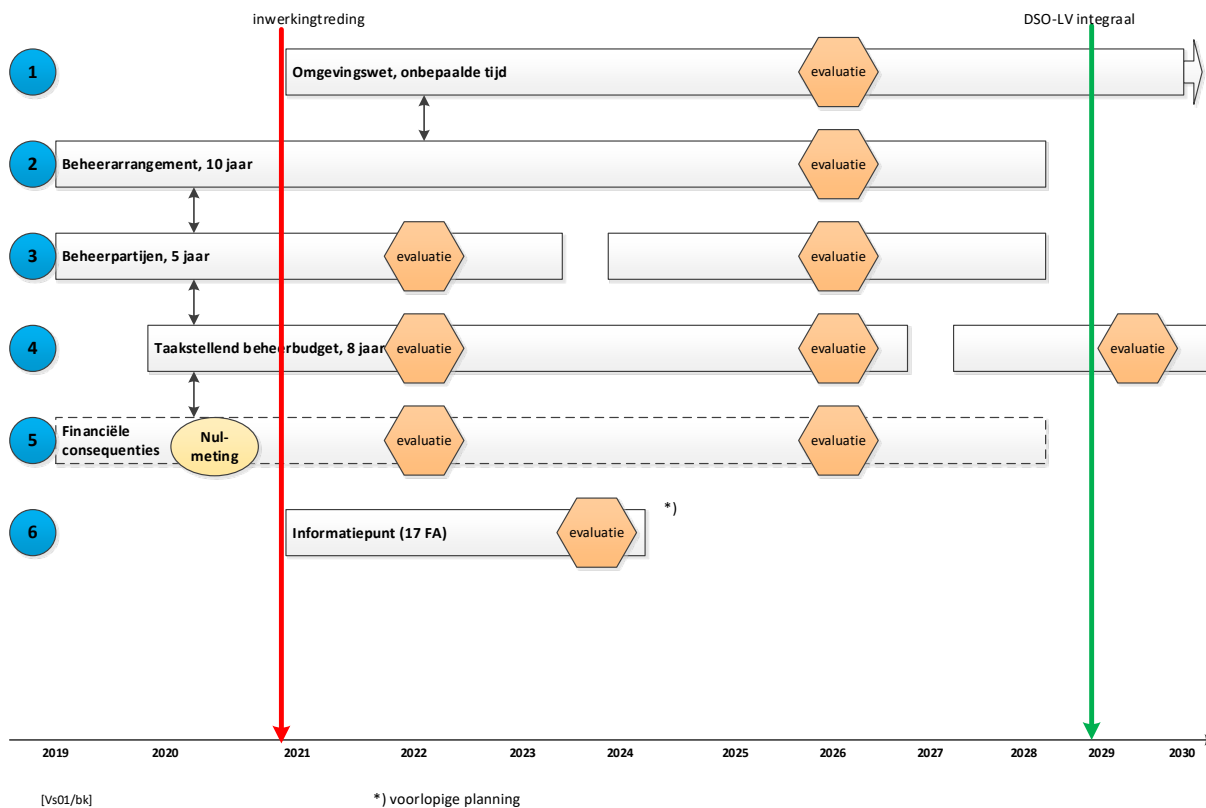 inwerkingtreding
DSO-LV integraal
1
Omgevingswet, onbepaalde tijd
evaluatie
2
Beheerarrangement, 10 jaar
evaluatie
3
Beheerpartijen, 5 jaar
evaluatie
evaluatie
4
Taakstellend beheerbudget, 8 jaar
evaluatie
evaluatie
evaluatie
5
Financiële
consequenties
Nul-
meting
evaluatie
evaluatie
6
Informatiepunt (17 FA)
evaluatie
*)
2019 2020 2021 2022 2023 2024 2025 2026 2027 2028 2029 2030
[Vs01/bk]
*) voorlopige planning